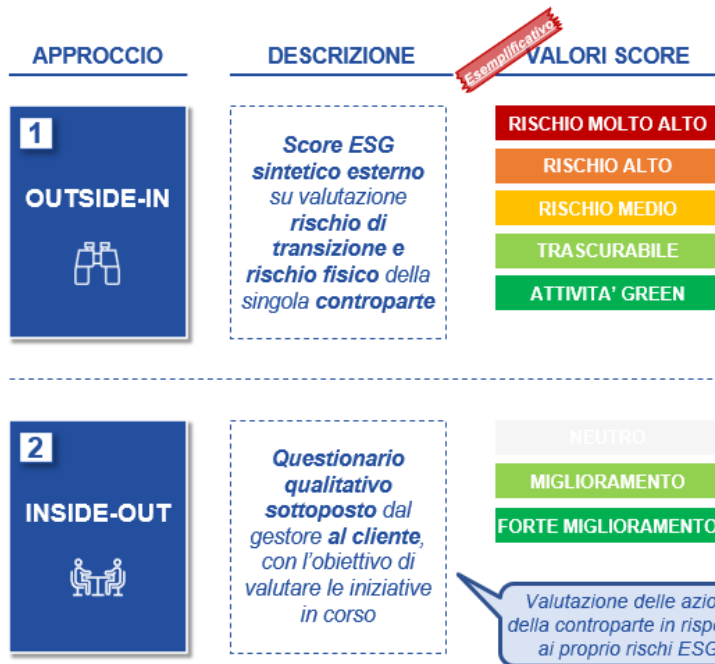 APPROCCIO
DESCRIZIONE
VALORI SCORE
Esemplificativo
1
OUTSIDE-IN
Score ESG
sintetico esterno
su valutazione
rischio di
transizione e
rischio fisico della
singola controparte
RISCHIO MOLTO ALTO
RISCHIO ALTO
RISCHIO MEDIO
TRASCURABILE
ATTIVITA' GREEN
2
INSIDE-OUT
Questionario
qualitativo
sottoposto dal
gestore al cliente,
con l'obiettivo di
valutare le iniziative
in corso
NEUTRO
MIGLIORAMENTO
FORTE MIGLIORAMENTO
Valutazione delle
della controparte in
ai proprio rischi ESG